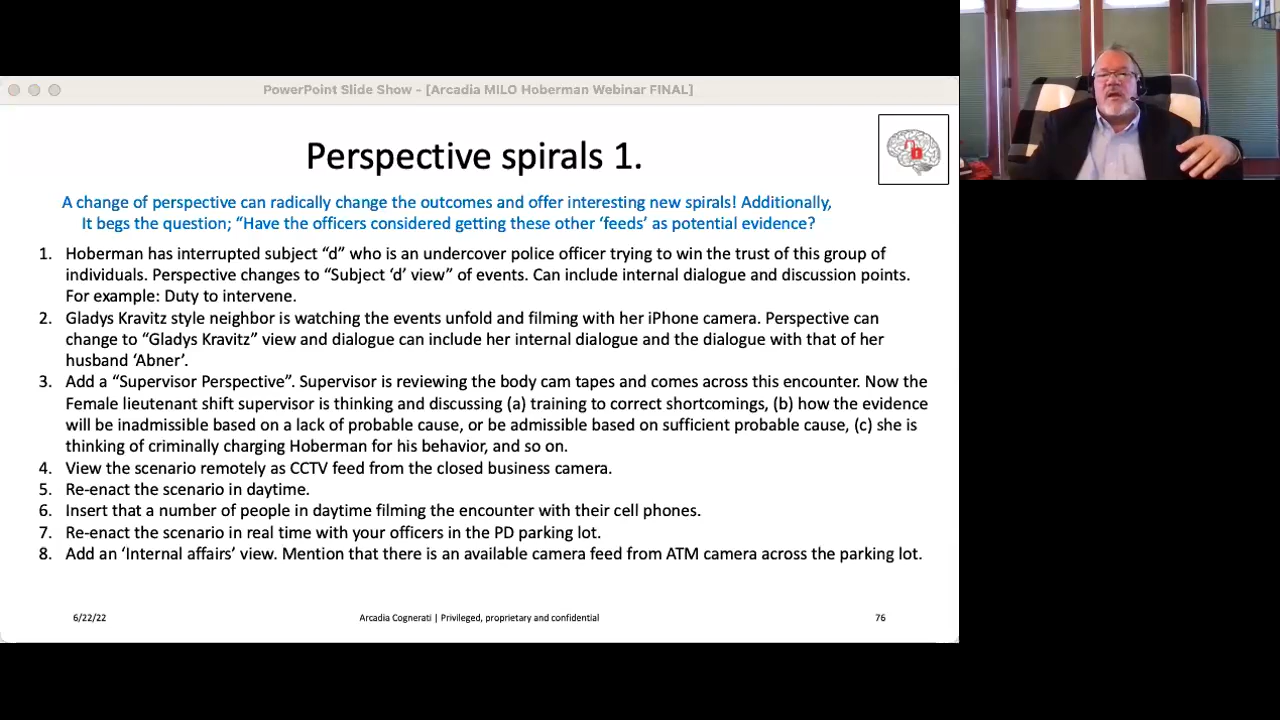 PowerPoint Slide Show - [Arcadia MILO Hoberman Webinar FINAL]
Perspective spirals 1.
A change of perspective can radically change the outcomes and offer interesting new spirals! Additionally,
It begs the question; “Have the officers considered getting these other ‘feeds’ as potential evidence?
1. Hoberman has interrupted subject “d” who is an undercover police officer trying to win the trust of this group of
individuals. Perspective changes to “Subject ‘d’ view” of events. Can include internal dialogue and discussion points.
For example: Duty to intervene.
2. Gladys Kravitz style neighbor is watching the events unfold and filming with her iPhone camera. Perspective can
change to “Gladys Kravitz” view and dialogue can include her internal dialogue and the dialogue with that of her
husband ‘Abner’.
3. Add a “Supervisor Perspective”. Supervisor is reviewing the body cam tapes and comes across this encounter. Now the
Female lieutenant shift supervisor is thinking and discussing (a) training to correct shortcomings, (b) how the evidence
will be inadmissible based on a lack of probable cause, or be admissible based on sufficient probable cause, (c) she is
thinking of criminally charging Hoberman for his behavior, and so on.
4. View the scenario remotely as CCTV feed from the closed business camera.
5. Re-enact the scenario in daytime.
6. Insert that a number of people in daytime filming the encounter with their cell phones.
7. Re-enact the scenario in real time with your officers in the PD parking lot.
8. Add an ‘Internal affairs’ view. Mention that there is an available camera feed from ATM camera across the parking lot.
6/22/22
Arcadia Cognerati | Privileged, proprietary and confidential
76